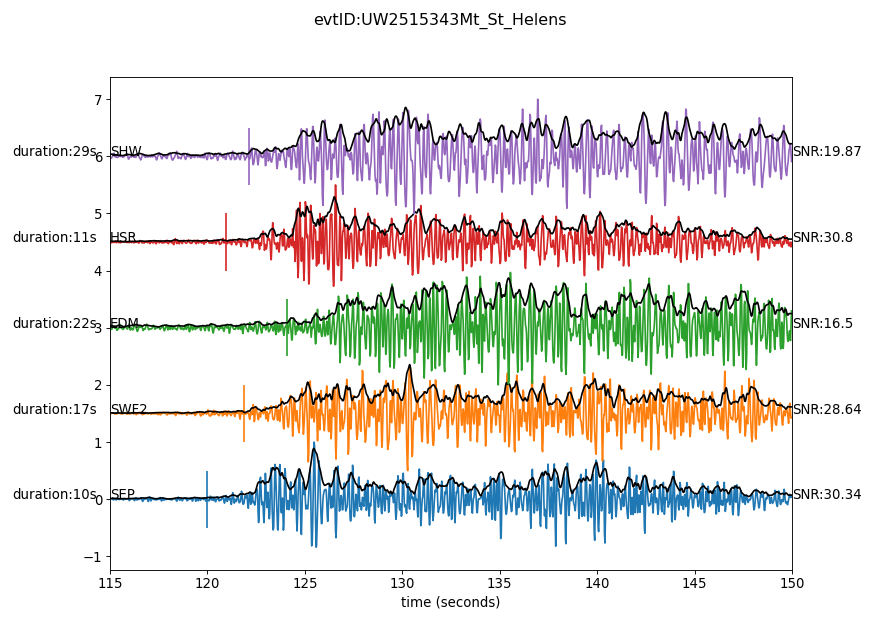 evtID:UW2515343Mt_St_Helens
7
duration:29s 6 SHW SNR:19.87
5
duration:11s HSR SNR:30.8
4
duration:22s 3 EDM SNR:16.5
2
duration:17s SWF2 SNR:28.64
1
duration:10s 0 SEP SNR:30.34
−1
115 120 125 130 135 140 145 150
time (seconds)